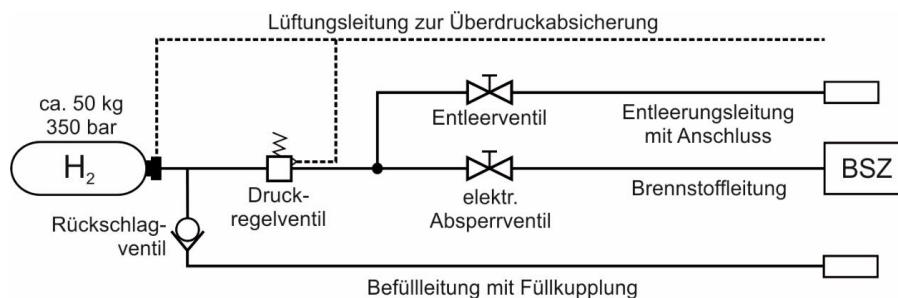 Lüftungsleitung zur Überdruckabsicherung
ca. 50 kg
350 bar
H₂
Entleerventil
Entleerungsleitung
mit Anschluss
Druck-
regelventil
elektr.
Absperrventil
Brennstoffleitung
BSZ
Rückschlag-
ventil
Befüllleitung mit Füllkupplung